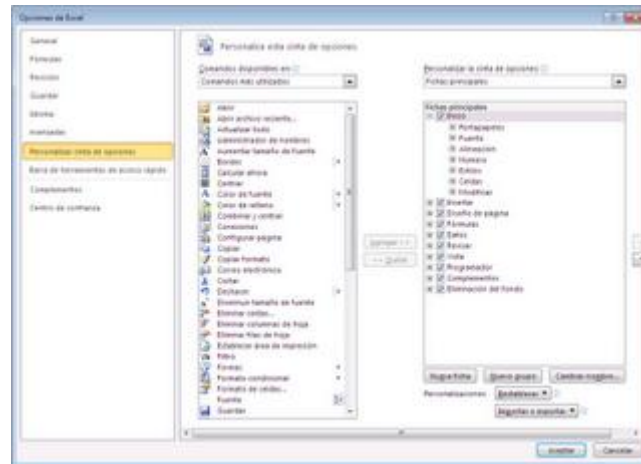 Opciones de Excel
General
Fórmulas
Revisión
Guardar
Idioma
Avanzadas
Personalizar cinta de opciones
Barra de herramientas de acceso rápido
Complementos
Centro de confianza
Personalice esta cinta de opciones.
Comandos disponibles en:
Comandos más utilizados
Abrir
Abrir archivo reciente...
Actualizar todo
Administrador de nombres
Aumentar tamaño de fuente
Bordes
Calcular ahora
Centrar
Color de fuente
Color de relleno
Combinar y centrar
Conexiones
Configurar página
Copiar
Copiar formato
Correo electrónico
Cortar
Deshacer
Disminuir tamaño de fuente
Eliminar celdas...
Eliminar columnas de hoja
Eliminar filas de hoja
Establecer área de impresión
Filtro
Formas
Formato condicional
Formato de celdas...
Fuente
Guardar
Agregar >>
<< Quitar
Personalizar la cinta de opciones:
Fichas principales
Fichas principales
Inicio
Portapapeles
Fuente
Alineación
Número
Estilos
Celdas
Modificar
Insertar
Diseño de página
Fórmulas
Datos
Revisar
Vista
Programador
Complementos
Eliminación del fondo
Nueva ficha
Nuevo grupo
Cambiar nombre...
Personalizaciones:
Restablecer
Importar o exportar
Aceptar
Cancelar